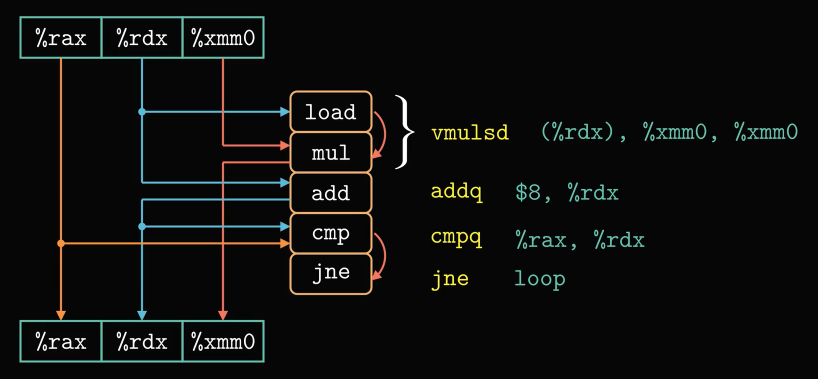 %rax %rdx %xmm0
load
mul
vmulsd (%rdx), %xmm0, %xmm0
add
addq $8, %rdx
cmp
cmpq %rax, %rdx
jne
jne loop
%rax %rdx %xmm0